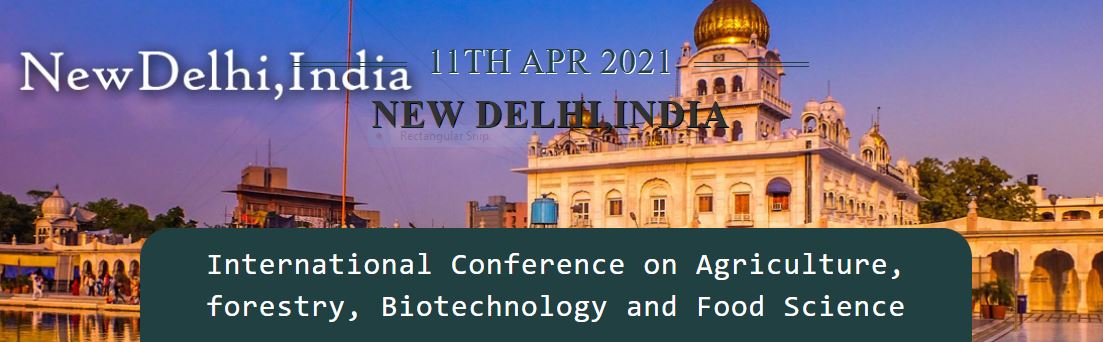 NewDelhi,India
11TH APR 2021
NEW DELHI,INDIA
Rectangular Snip
International Conference on Agriculture,
forestry, Biotechnology and Food Science